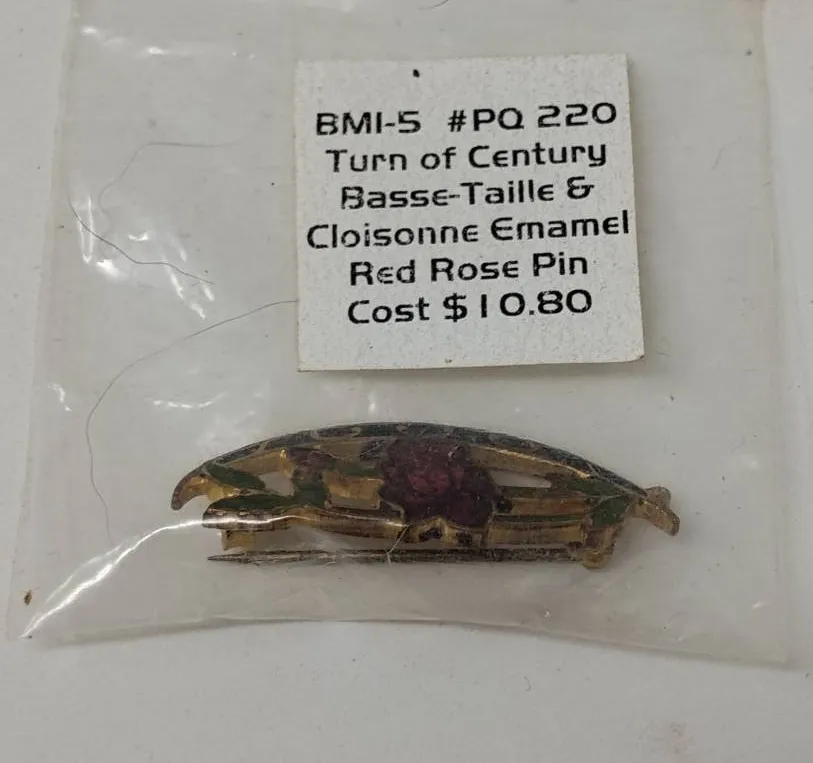 BMI-5 #PQ 220
Turn of Century
Basse-Taille &
Cloisonne Emamel
Red Rose Pin
Cost $10.80